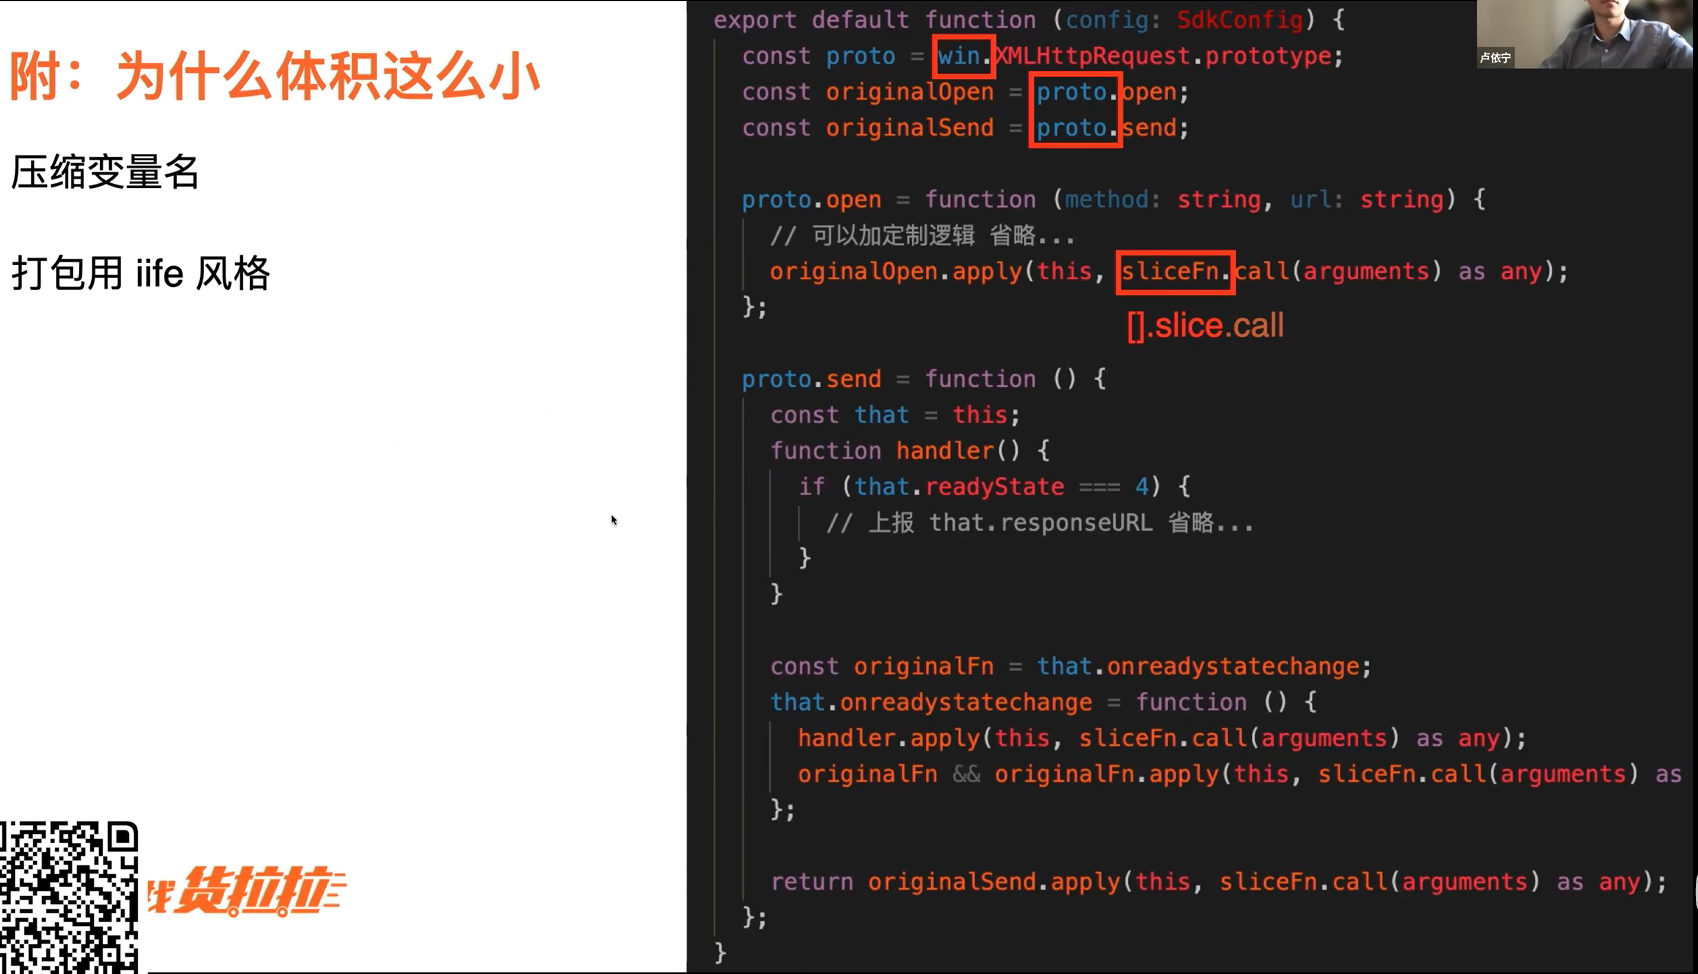 附：为什么体积这么小
压缩变量名
打包用 iife 风格
找 货拉拉
export default function (config: SdkConfig) {
const proto = win.XMLHttpRequest.prototype;
const originalOpen = proto.open;
const originalSend = proto.send;
proto.open = function (method: string, url: string) {
// 可以加定制逻辑 省略...
originalOpen.apply(this, sliceFn.call(arguments) as any);
};
[].slice.call
proto.send = function () {
const that = this;
function handler() {
if (that.readyState === 4) {
// 上报 that.responseURL 省略...
}
}
const originalFn = that.onreadystatechange;
that.onreadystatechange = function () {
handler.apply(this, sliceFn.call(arguments) as any);
originalFn && originalFn.apply(this, sliceFn.call(arguments) as
};
return originalSend.apply(this, sliceFn.call(arguments) as any);
};
}
卢依宁